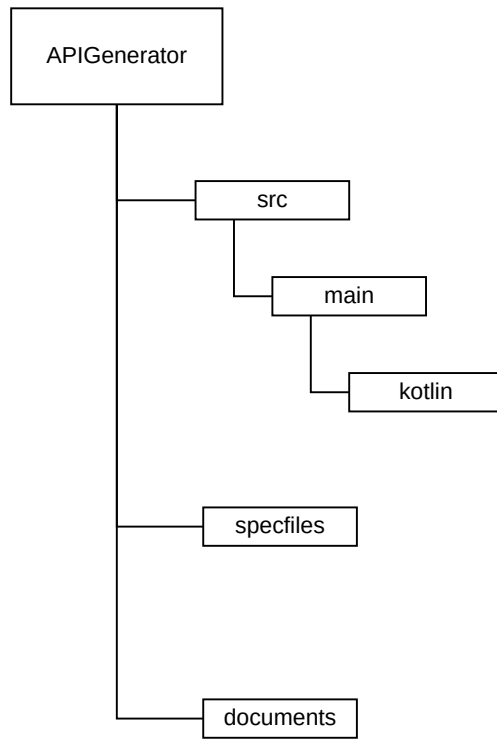 APIGenerator
src
main
kotlin
specfiles
documents